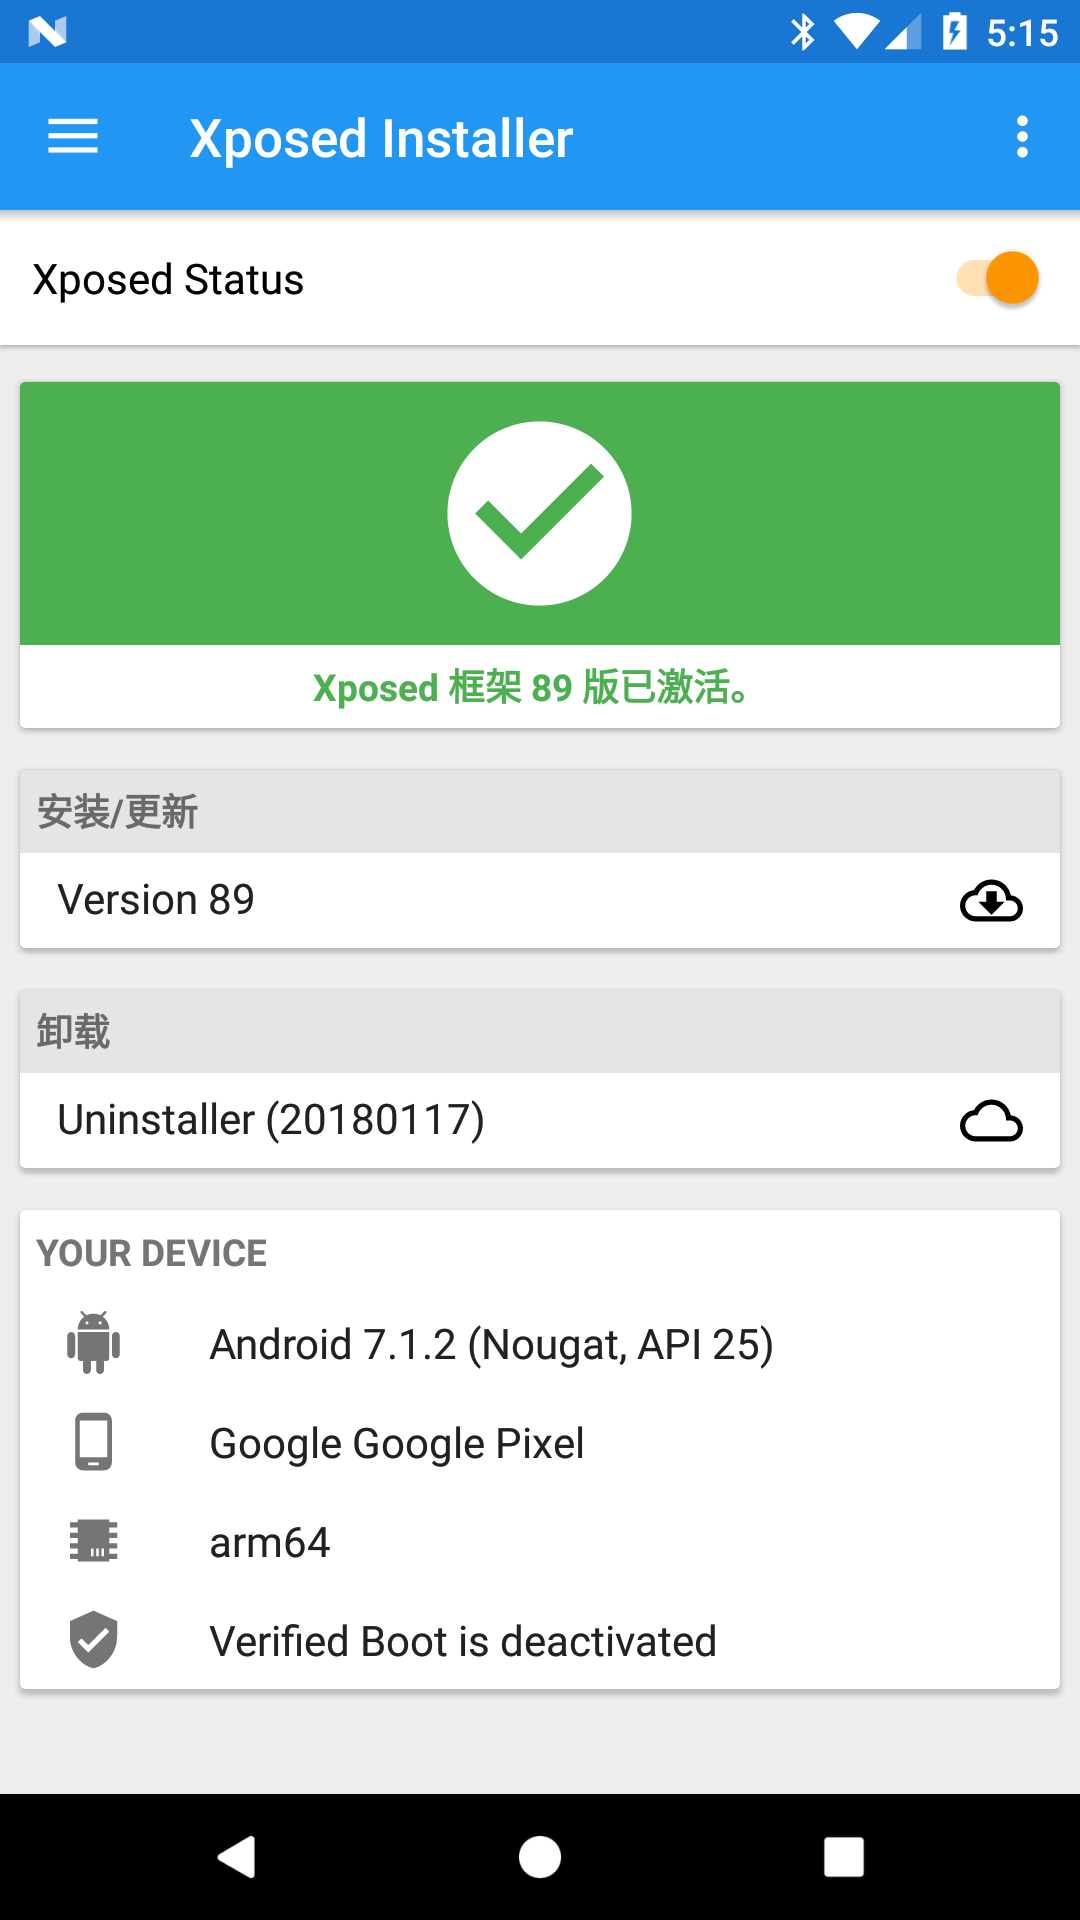 5:15
Xposed Installer
Xposed Status
Xposed 框架 89 版已激活。
安装/更新
Version 89
卸载
Uninstaller (20180117)
YOUR DEVICE
Android 7.1.2 (Nougat, API 25)
Google Google Pixel
arm64
Verified Boot is deactivated